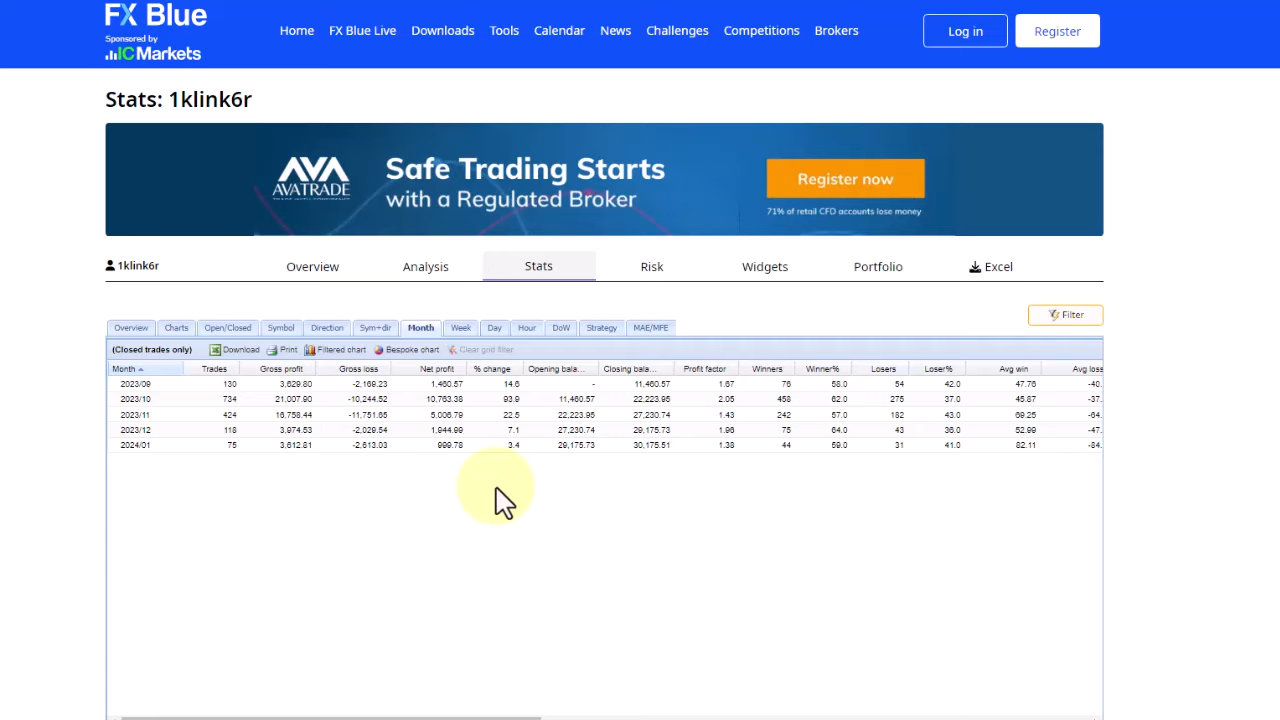 FX Blue
Sponsored by
IC Markets
Home FX Blue Live Downloads Tools Calendar News Challenges Competitions Brokers Log in Register
Stats: 1klink6r
AVA
AVATRADE
Safe Trading Starts
with a Regulated Broker
Register now
71% of retail CFD accounts lose money
1klink6r Overview Analysis Stats Risk Widgets Portfolio Excel
Filter
Overview Charts Open/Closed Symbol Direction Sym+dir Month Week Day Hour DoW Strategy MAE/MFE
(Closed trades only) Download Print Filtered chart Bespoke chart Clear grid filter
Month Trades Gross profit Gross loss Net profit % change Opening bala... Closing bala... Profit factor Winners Winner% Losers Loser% Avg win Avg loss
2023/09 130 3,629.80 -2,169.23 1,460.57 14.6 - 11,460.57 1.67 76 58.0 54 42.0 47.76 -40.
2023/10 734 21,007.90 -10,244.52 10,763.38 93.9 11,460.57 22,223.95 2.05 458 62.0 275 37.0 45.87 -37.
2023/11 424 16,758.44 -11,751.65 5,006.79 22.5 22,223.95 27,230.74 1.43 242 57.0 182 43.0 69.25 -64.
2023/12 118 3,974.53 -2,029.54 1,944.99 7.1 27,230.74 29,175.73 1.96 75 64.0 43 36.0 52.99 -47.
2024/01 75 3,612.81 -2,613.03 999.78 3.4 29,175.73 30,175.51 1.38 44 59.0 31 41.0 82.11 -84.